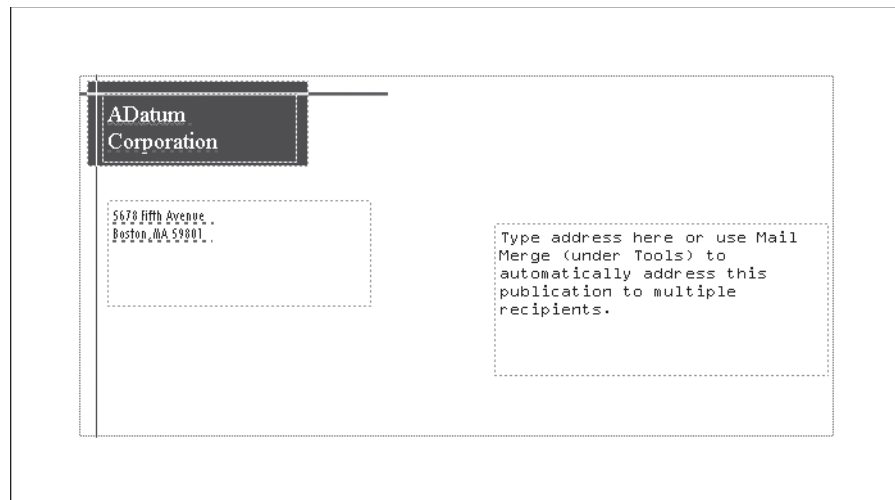 ADatum
Corporation
5678 Fifth Avenue
Boston, MA 59801
Type address here or use Mail
Merge (under Tools) to
automatically address this
publication to multiple
recipients.